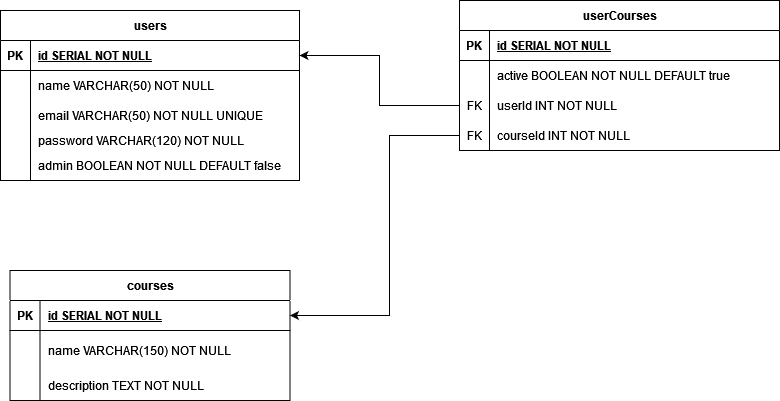 users
PK id SERIAL NOT NULL
name VARCHAR(50) NOT NULL
email VARCHAR(50) NOT NULL UNIQUE
password VARCHAR(120) NOT NULL
admin BOOLEAN NOT NULL DEFAULT false
userCourses
PK id SERIAL NOT NULL
active BOOLEAN NOT NULL DEFAULT true
FK userId INT NOT NULL
FK courseId INT NOT NULL
courses
PK id SERIAL NOT NULL
name VARCHAR(150) NOT NULL
description TEXT NOT NULL